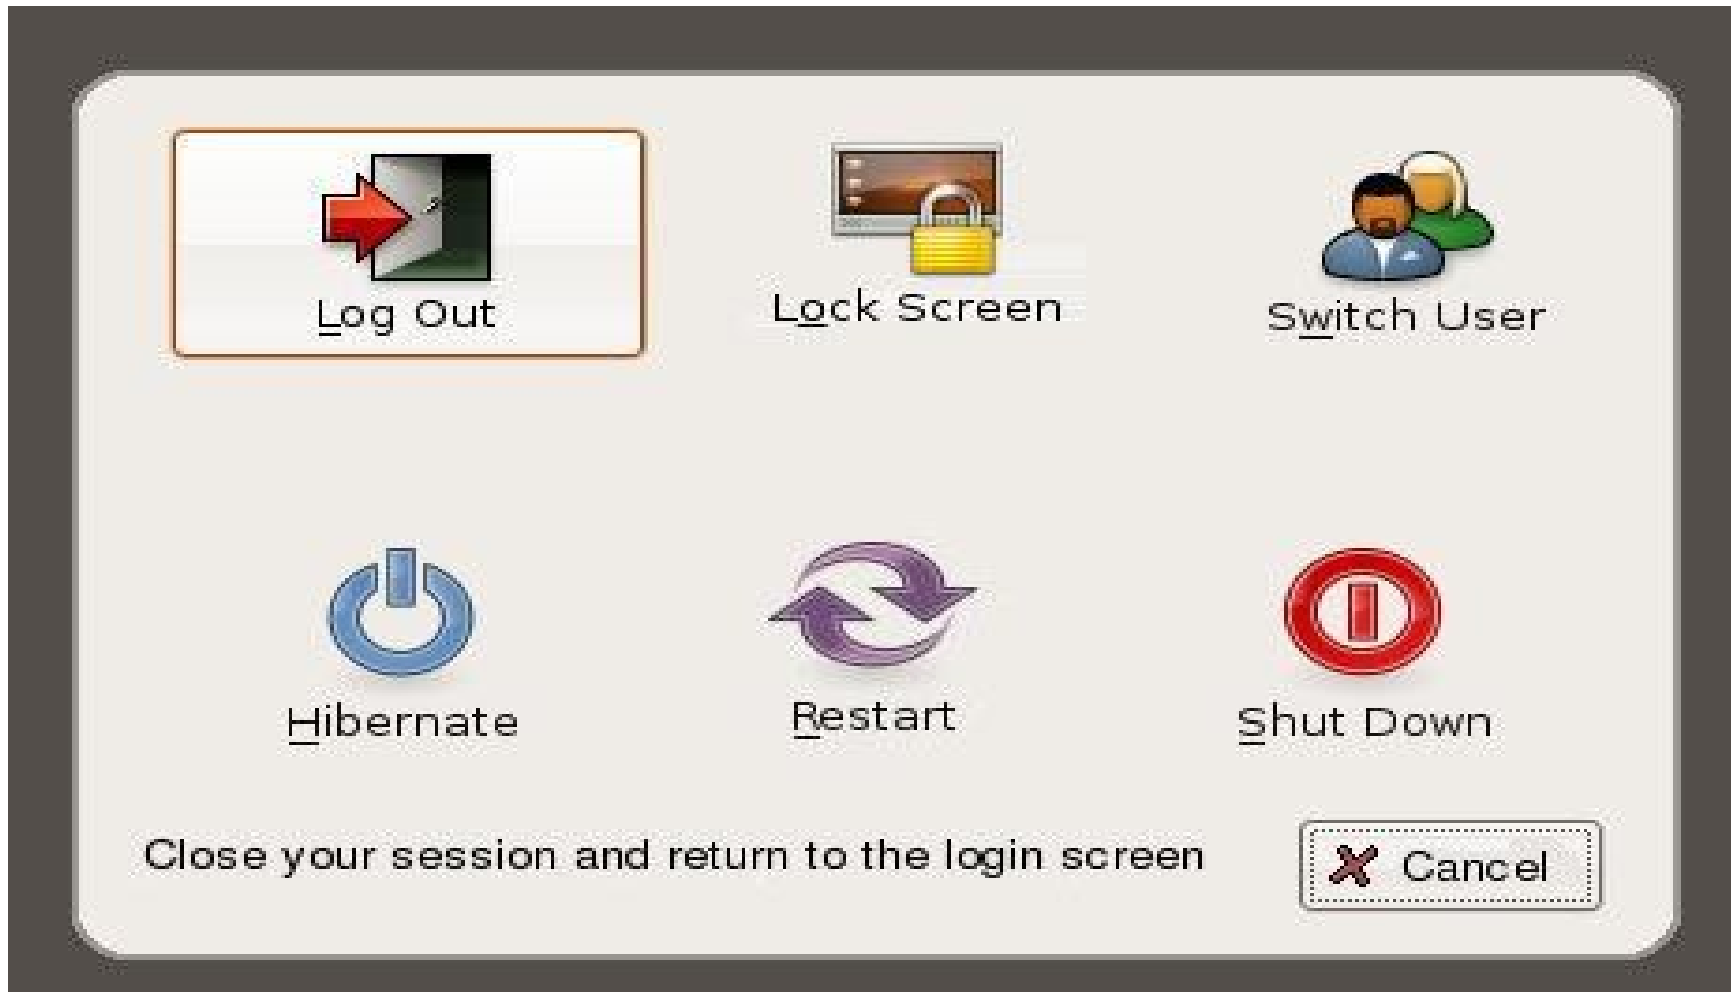 Log Out
Lock Screen
Switch User
Hibernate
Restart
Shut Down
Close your session and return to the login screen
Cancel